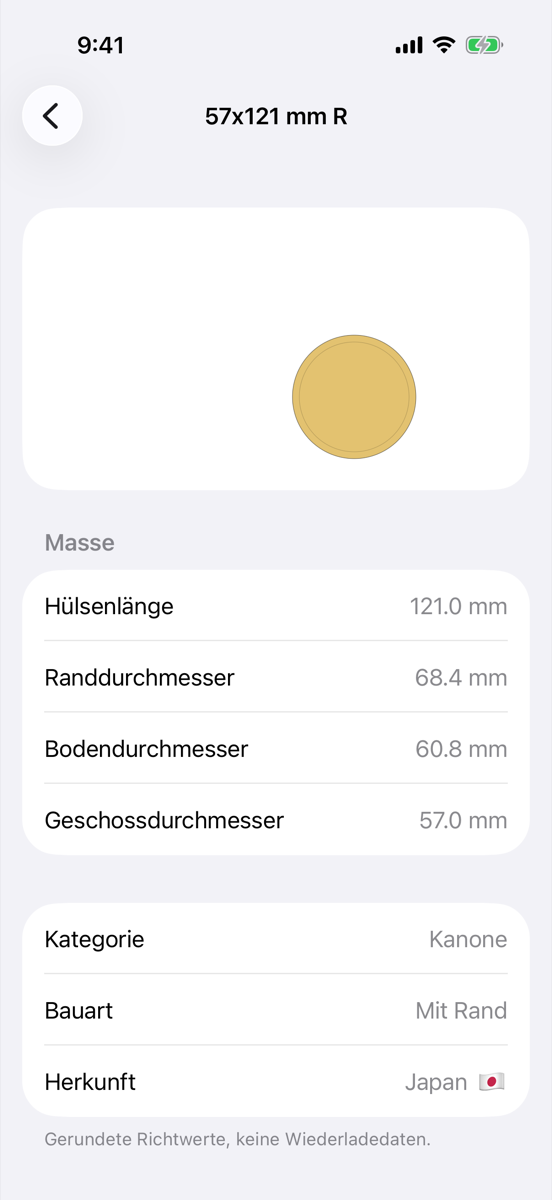 9:41
57x121 mm R
Masse
Hülsenlänge 121.0 mm
Randdurchmesser 68.4 mm
Bodendurchmesser 60.8 mm
Geschossdurchmesser 57.0 mm
Kategorie Kanone
Bauart Mit Rand
Herkunft Japan 🇯🇵
Gerundete Richtwerte, keine Wiederladedaten.